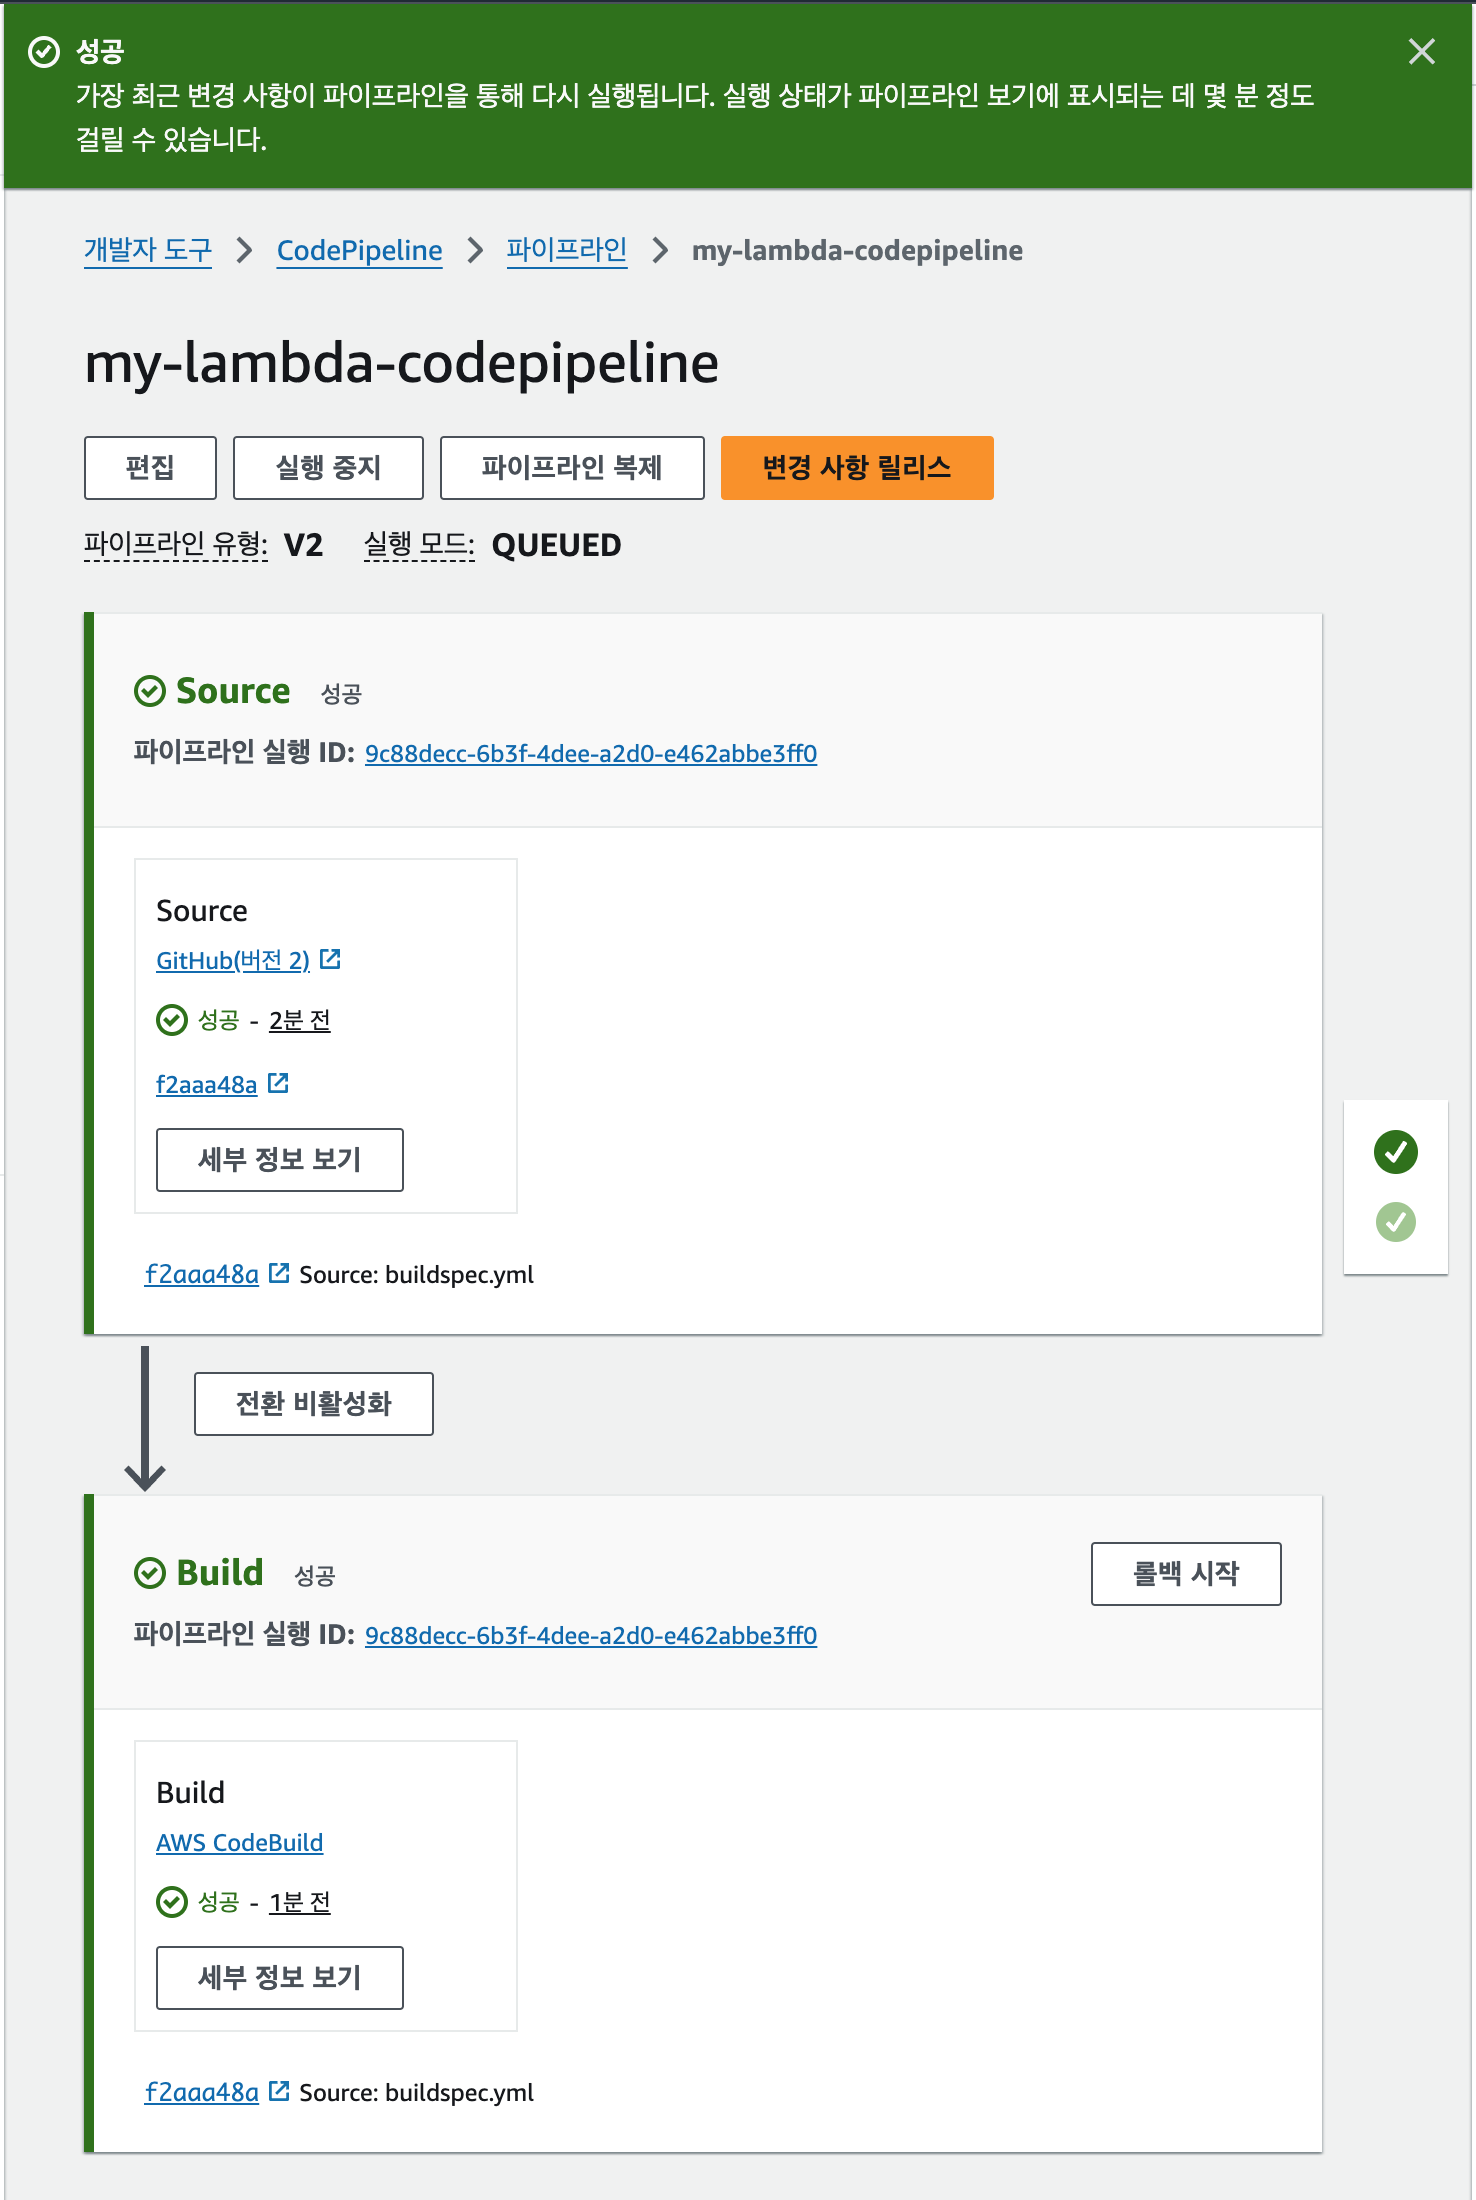 성공
가장 최근 변경 사항이 파이프라인을 통해 다시 실행됩니다. 실행 상태가 파이프라인 보기에 표시되는 데 몇 분 정도
걸릴 수 있습니다.
개발자 도구 > CodePipeline > 파이프라인 > my-lambda-codepipeline
my-lambda-codepipeline
편집 실행 중지 파이프라인 복제 변경 사항 릴리스
파이프라인 유형: V2 실행 모드: QUEUED
Source 성공
파이프라인 실행 ID: 9c88decc-6b3f-4dee-a2d0-e462abbe3ff0
Source
GitHub(버전 2)
성공 - 2분 전
f2aaa48a
세부 정보 보기
f2aaa48a Source: buildspec.yml
전환 비활성화
Build 성공
롤백 시작
파이프라인 실행 ID: 9c88decc-6b3f-4dee-a2d0-e462abbe3ff0
Build
AWS CodeBuild
성공 - 1분 전
세부 정보 보기
f2aaa48a Source: buildspec.yml